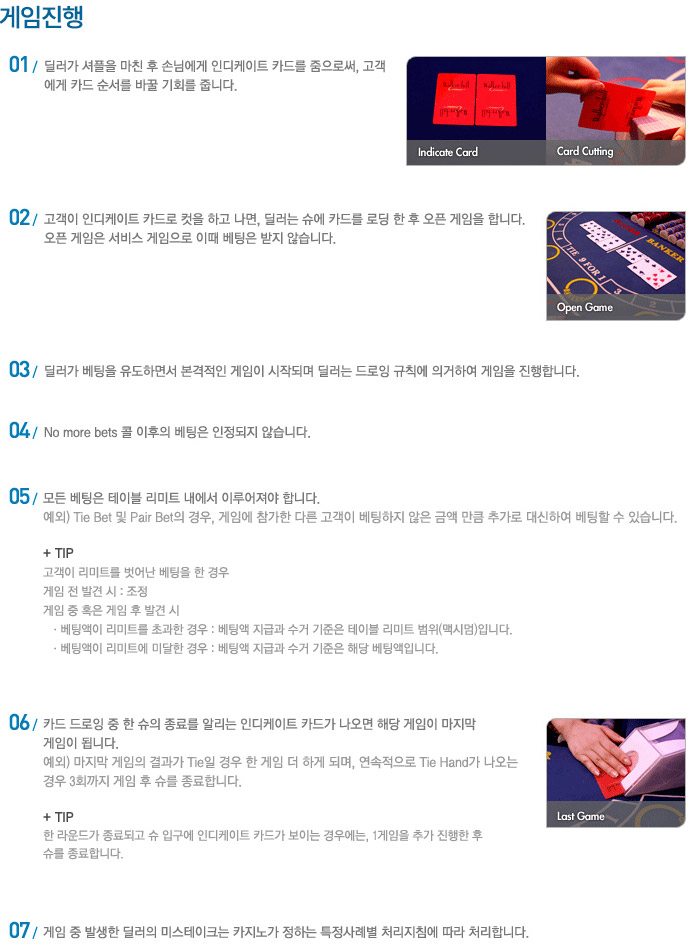 게임진행
01 / 딜러가 셔플을 마친 후 손님에게 인디케이트 카드를 줌으로써, 고객
에게 카드 순서를 바꿀 기회를 줍니다.
Indicate Card
Card Cutting
02 / 고객이 인디케이트 카드로 컷을 하고 나면, 딜러는 슈에 카드를 로딩 한 후 오픈 게임을 합니다.
오픈 게임은 서비스 게임으로 이때 베팅은 받지 않습니다.
BANKER
TIE 9 FOR 1
Open Game
03 / 딜러가 베팅을 유도하면서 본격적인 게임이 시작되며 딜러는 드로잉 규칙에 의거하여 게임을 진행합니다.
04 / No more bets 콜 이후의 베팅은 인정되지 않습니다.
05 / 모든 베팅은 테이블 리미트 내에서 이루어져야 합니다.
예외) Tie Bet 및 Pair Bet의 경우, 게임에 참가한 다른 고객이 베팅하지 않은 금액 만큼 추가로 대신하여 베팅할 수 있습니다.
+ TIP
고객이 리미트를 벗어난 베팅을 한 경우
게임 전 발견 시 : 조정
게임 중 혹은 게임 후 발견 시
· 베팅액이 리미트를 초과한 경우 : 베팅액 지급과 수거 기준은 테이블 리미트 범위(맥시멈)입니다.
· 베팅액이 리미트에 미달한 경우 : 베팅액 지급과 수거 기준은 해당 베팅액입니다.
06 / 카드 드로잉 중 한 슈의 종료를 알리는 인디케이트 카드가 나오면 해당 게임이 마지막
게임이 됩니다.
예외) 마지막 게임의 결과가 Tie일 경우 한 게임 더 하게 되며, 연속적으로 Tie Hand가 나오는
경우 3회까지 게임 후 슈를 종료합니다.
+ TIP
한 라운드가 종료되고 슈 입구에 인디케이트 카드가 보이는 경우에는, 1게임을 추가 진행한 후
슈를 종료합니다.
Last Game
07 / 게임 중 발생한 딜러의 미스테이크는 카지노가 정하는 특정사례별 처리지침에 따라 처리합니다.